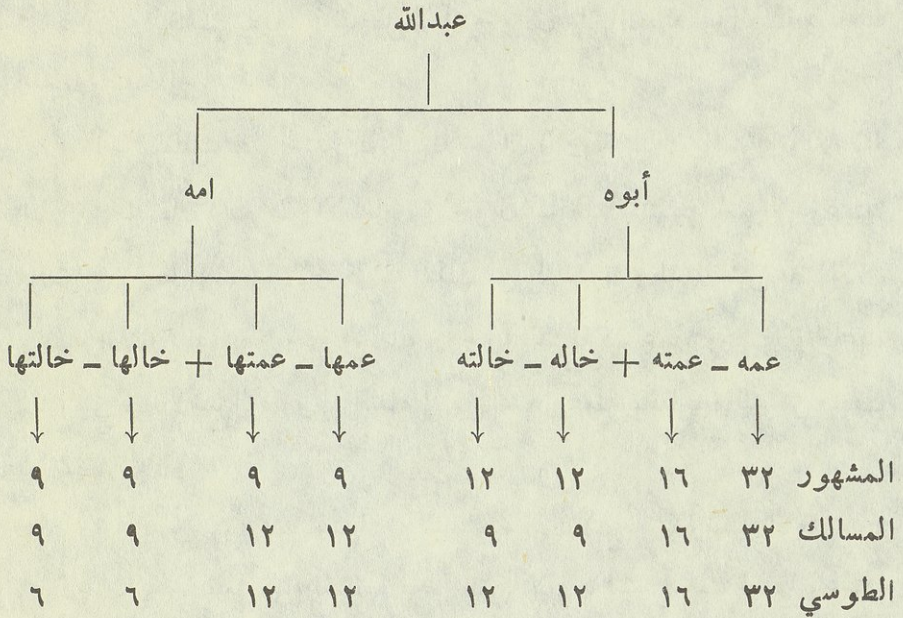 عبدالله
أبوه امه
عمه - عمته + خاله - خالته عمها - عمتها + خالها - خالتها
المشهور ٣٢ ١٦ ١٢ ١٢ ٩ ٩ ٩ ٩
المسالك ٣٢ ١٦ ٩ ٩ ١٢ ١٢ ٩ ٩
الطوسي ٣٢ ١٦ ١٢ ١٢ ١٢ ١٢ ٦ ٦